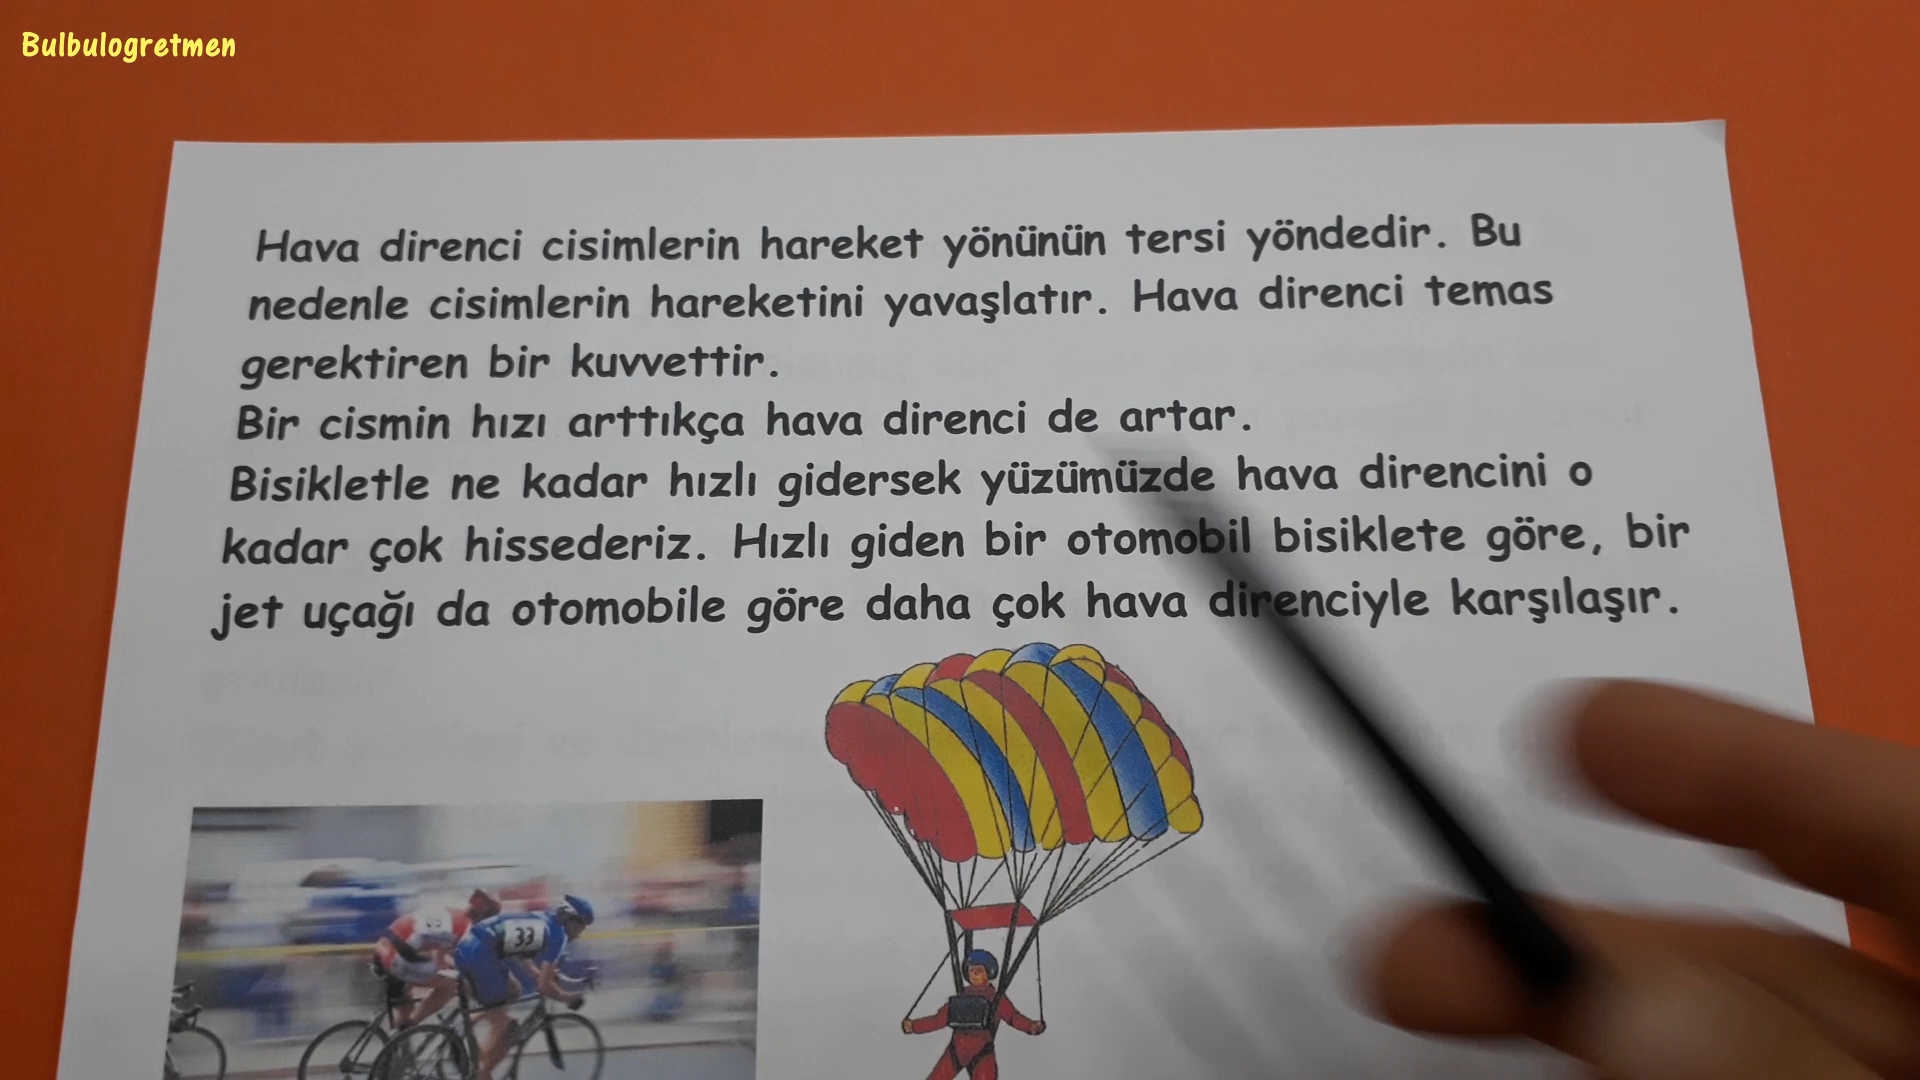 Bulbulogretmen
Hava direnci cisimlerin hareket yönünün tersi yöndedir. Bu
nedenle cisimlerin hareketini yavaşlatır. Hava direnci temas
gerektiren bir kuvvettir.
Bir cismin hızı arttıkça hava direnci de artar.
Bisikletle ne kadar hızlı gidersek yüzümüzde hava direncini o
kadar çok hissederiz. Hızlı giden bir otomobil bisiklete göre, bir
jet uçağı da otomobile göre daha çok hava direnciyle karşılaşır.
33